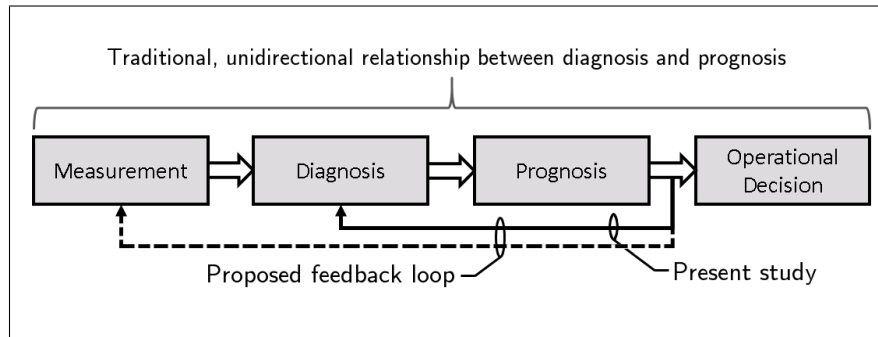 Traditional, unidirectional relationship between diagnosis and prognosis
Measurement
Diagnosis
Prognosis
Operational
Decision
Proposed feedback loop
Present study